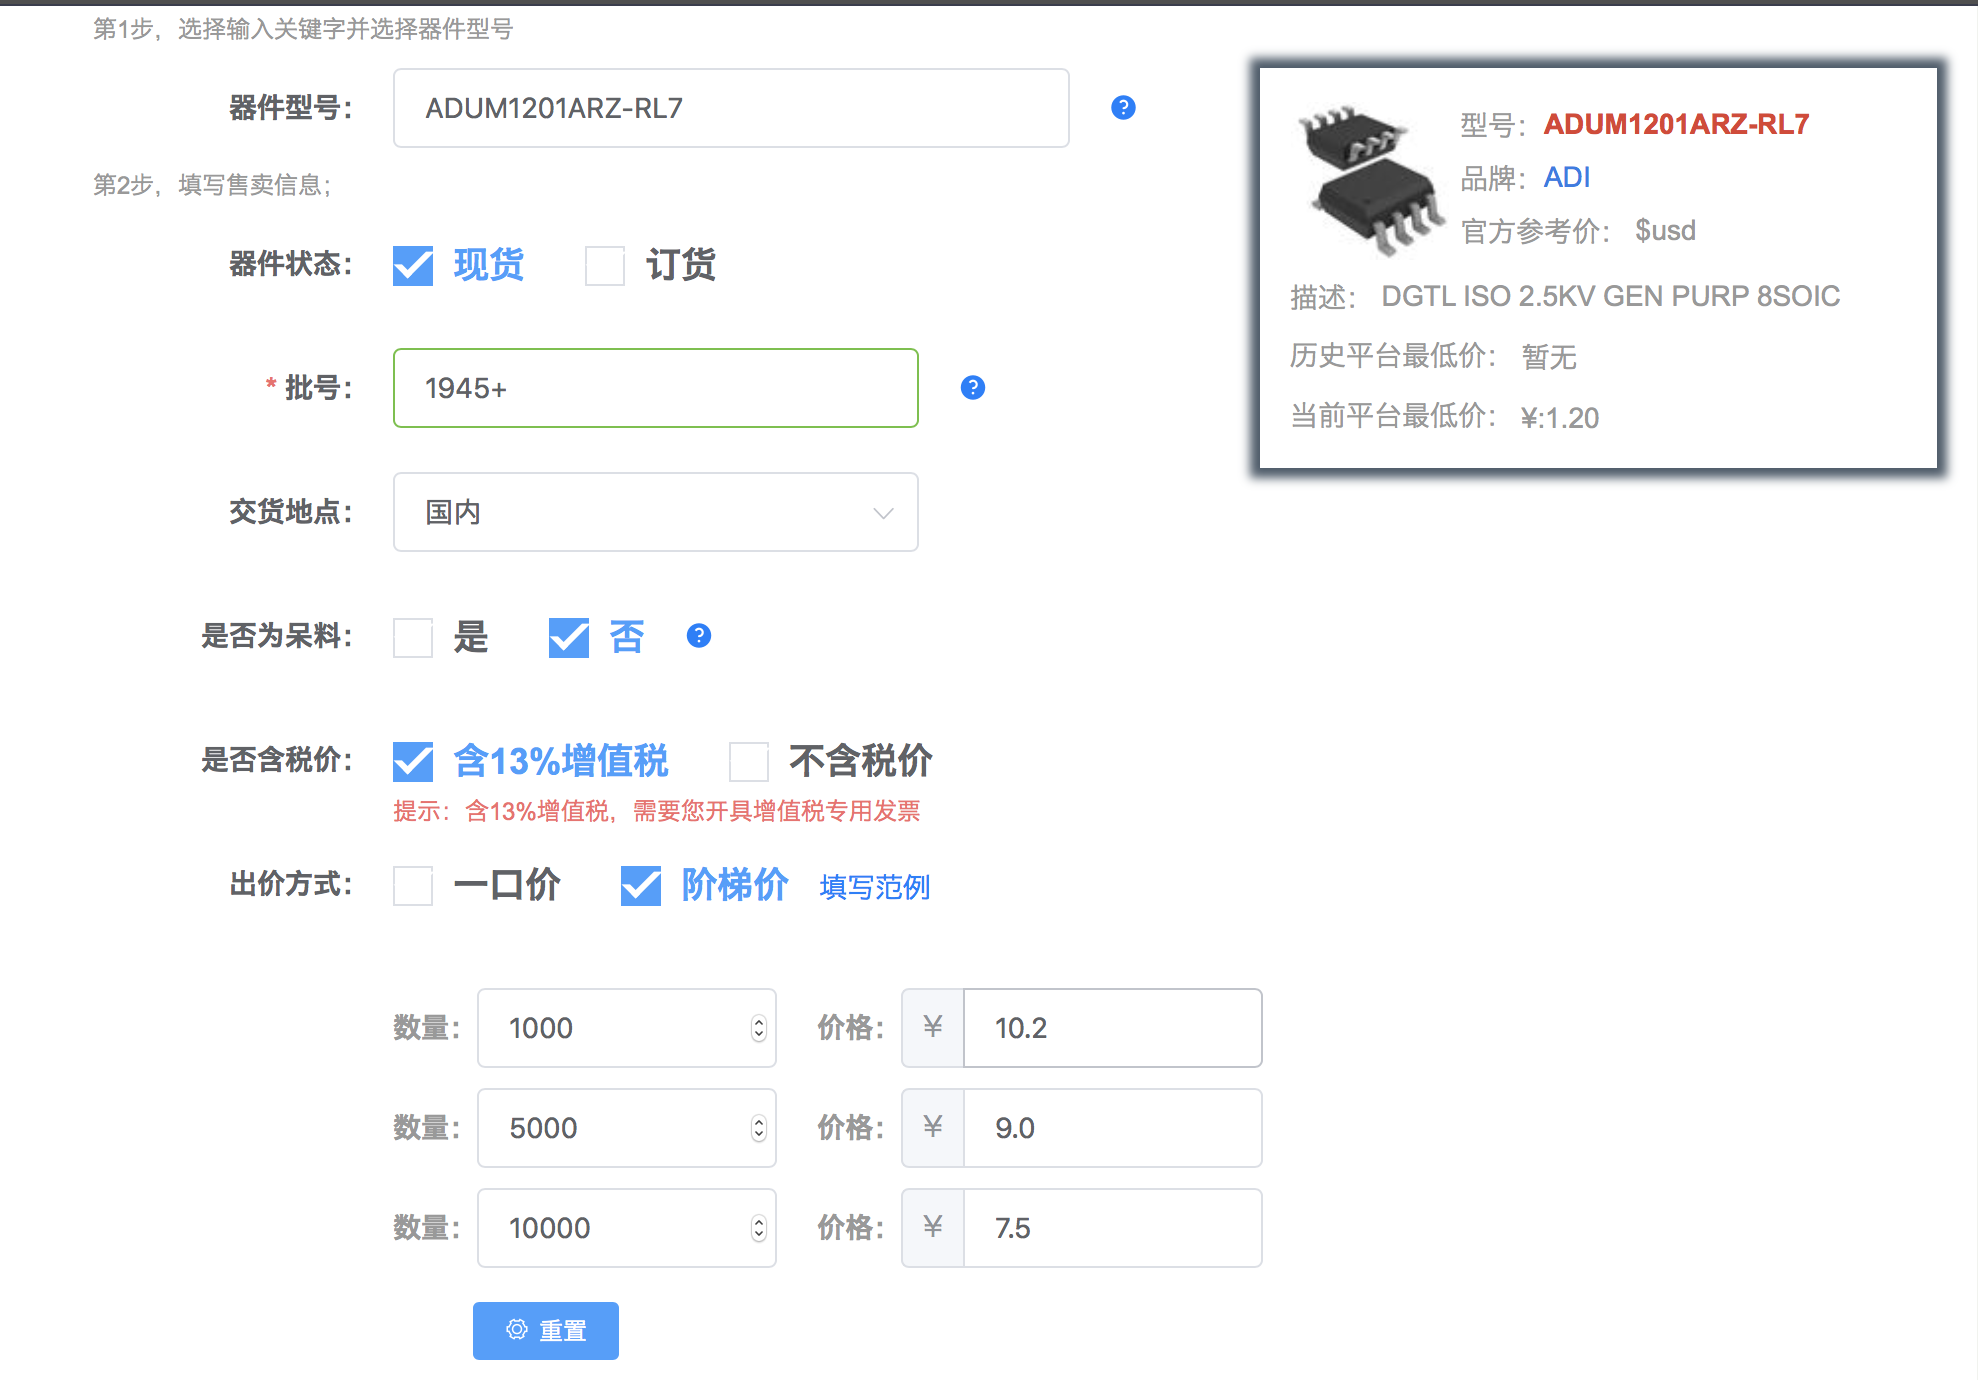 第1步，选择输入关键字并选择器件型号
器件型号：
ADUM1201ARZ-RL7
第2步，填写售卖信息；
器件状态：
现货
订货
* 批号：
1945+
交货地点：
国内
是否为呆料：
是
否
是否含税价：
含13%增值税
不含税价
提示：含13%增值税，需要您开具增值税专用发票
出价方式：
一口价
阶梯价
填写范例
数量：
1000
价格：
¥
10.2
数量：
5000
价格：
¥
9.0
数量：
10000
价格：
¥
7.5
重置
型号：ADUM1201ARZ-RL7
品牌：ADI
官方参考价： $usd
描述： DGTL ISO 2.5KV GEN PURP 8SOIC
历史平台最低价： 暂无
当前平台最低价： ¥:1.20